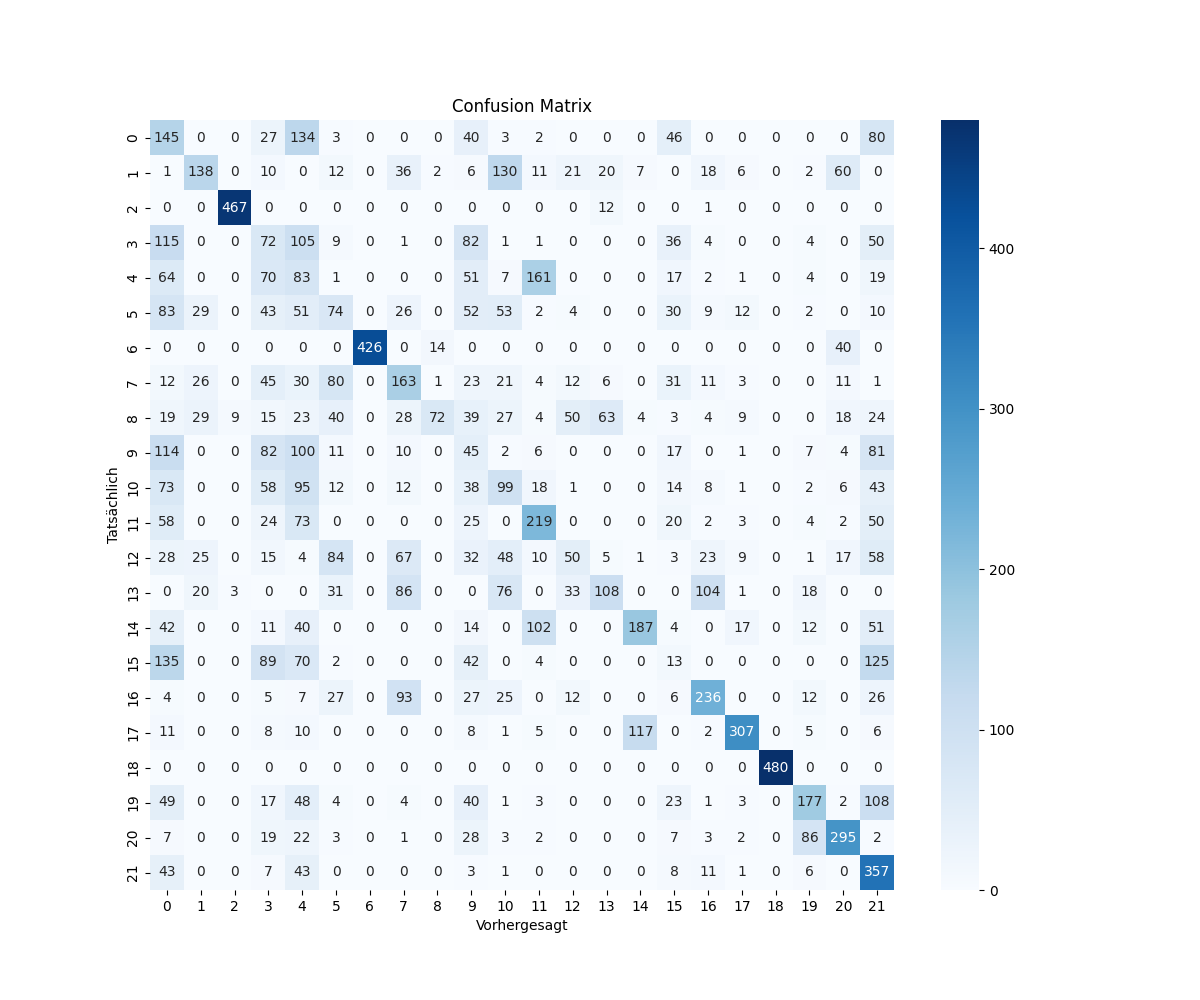 Confusion Matrix
0 145 0 0 27 134 3 0 0 0 40 3 2 0 0 0 46 0 0 0 0 0 80
1 1 138 0 10 0 12 0 36 2 6 130 11 21 20 7 0 18 6 0 2 60 0
2 0 0 467 0 0 0 0 0 0 0 0 0 0 12 0 0 1 0 0 0 0 0
3 115 0 0 72 105 9 0 1 0 82 1 1 0 0 0 36 4 0 0 4 0 50
4 64 0 0 70 83 1 0 0 0 51 7 161 0 0 0 17 2 1 0 4 0 19
5 83 29 0 43 51 74 0 26 0 52 53 2 4 0 0 30 9 12 0 2 0 10
6 0 0 0 0 0 0 426 0 14 0 0 0 0 0 0 0 0 0 0 0 40 0
7 12 26 0 45 30 80 0 163 1 23 21 4 12 6 0 31 11 3 0 0 11 1
8 19 29 9 15 23 40 0 28 72 39 27 4 50 63 4 3 4 9 0 0 18 24
9 114 0 0 82 100 11 0 10 0 45 2 6 0 0 0 17 0 1 0 7 4 81
10 73 0 0 58 95 12 0 12 0 38 99 18 1 0 0 14 8 1 0 2 6 43
11 58 0 0 24 73 0 0 0 0 25 0 219 0 0 0 20 2 3 0 4 2 50
12 28 25 0 15 4 84 0 67 0 32 48 10 50 5 1 3 23 9 0 1 17 58
13 0 20 3 0 0 31 0 86 0 0 76 0 33 108 0 0 104 1 0 18 0 0
14 42 0 0 11 40 0 0 0 0 14 0 102 0 0 187 4 0 17 0 12 0 51
15 135 0 0 89 70 2 0 0 0 42 0 4 0 0 0 13 0 0 0 0 0 125
16 4 0 0 5 7 27 0 93 0 27 25 0 12 0 0 6 236 0 0 12 0 26
17 11 0 0 8 10 0 0 0 0 8 1 5 0 0 117 0 2 307 0 5 0 6
18 0 0 0 0 0 0 0 0 0 0 0 0 0 0 0 0 0 0 480 0 0 0
19 49 0 0 17 48 4 0 4 0 40 1 3 0 0 0 23 1 3 0 177 2 108
20 7 0 0 19 22 3 0 1 0 28 3 2 0 0 0 7 3 2 0 86 295 2
21 43 0 0 7 43 0 0 0 0 3 1 0 0 0 0 8 11 1 0 6 0 357
0 1 2 3 4 5 6 7 8 9 10 11 12 13 14 15 16 17 18 19 20 21
Vorhergesagt
Tatsächlich
400
300
200
100
0